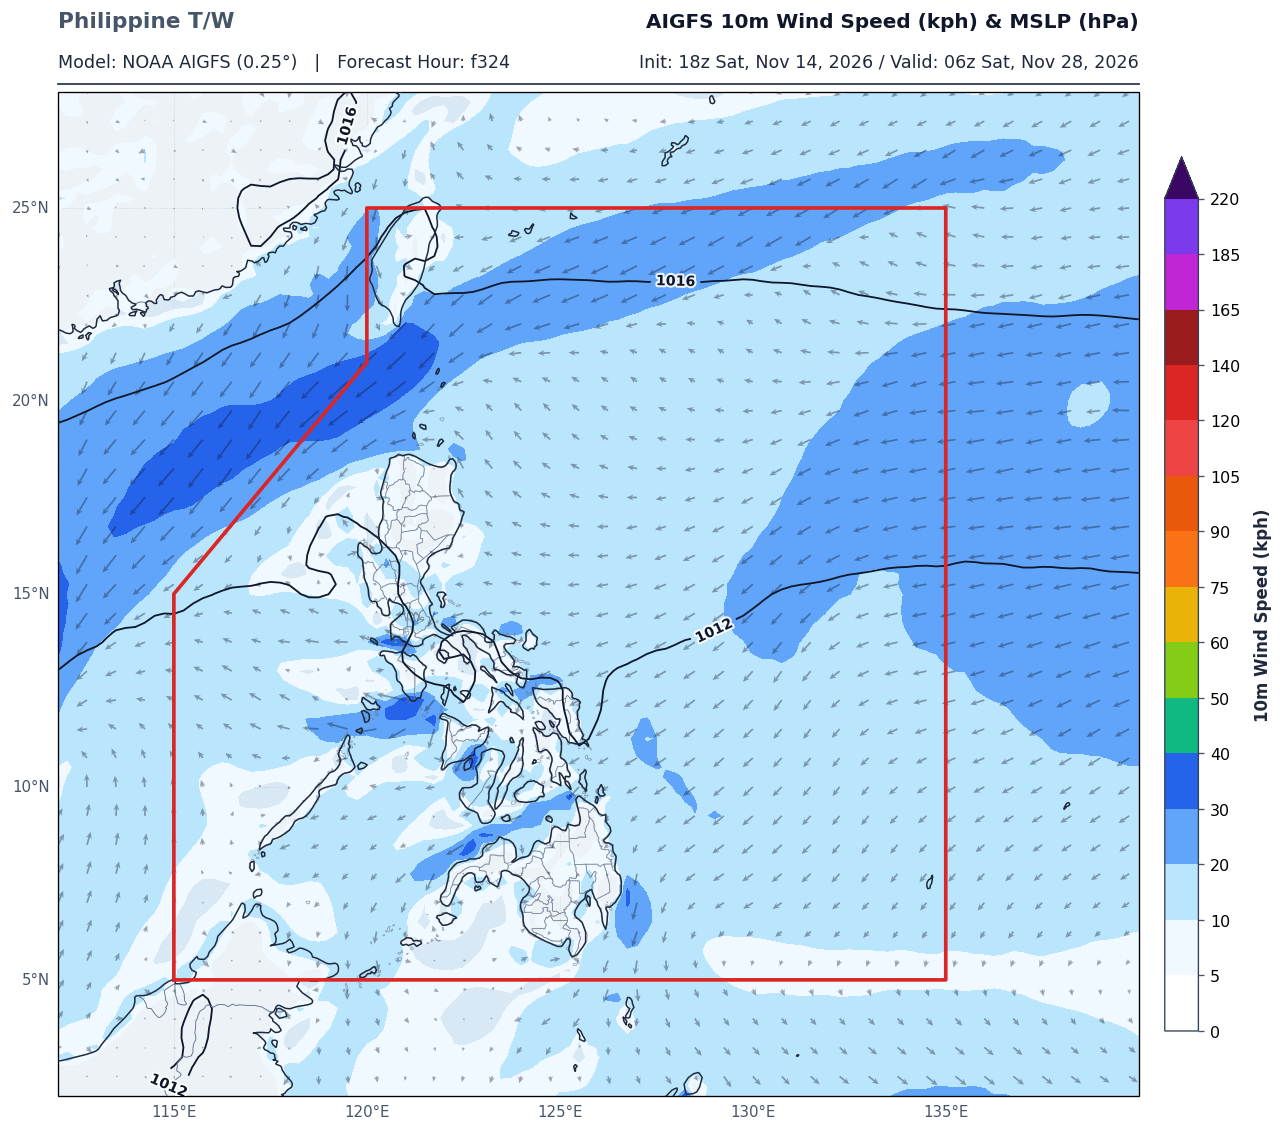 Philippine T/W
AIGFS 10m Wind Speed (kph) & MSLP (hPa)
Model: NOAA AIGFS (0.25°) | Forecast Hour: f324
Init: 18z Sat, Nov 14, 2026 / Valid: 06z Sat, Nov 28, 2026
1016
1016
1012
1012
25°N
20°N
15°N
10°N
5°N
115°E
120°E
125°E
130°E
135°E
220
185
165
140
120
105
90
75
60
50
40
30
20
10
5
0
10m Wind Speed (kph)